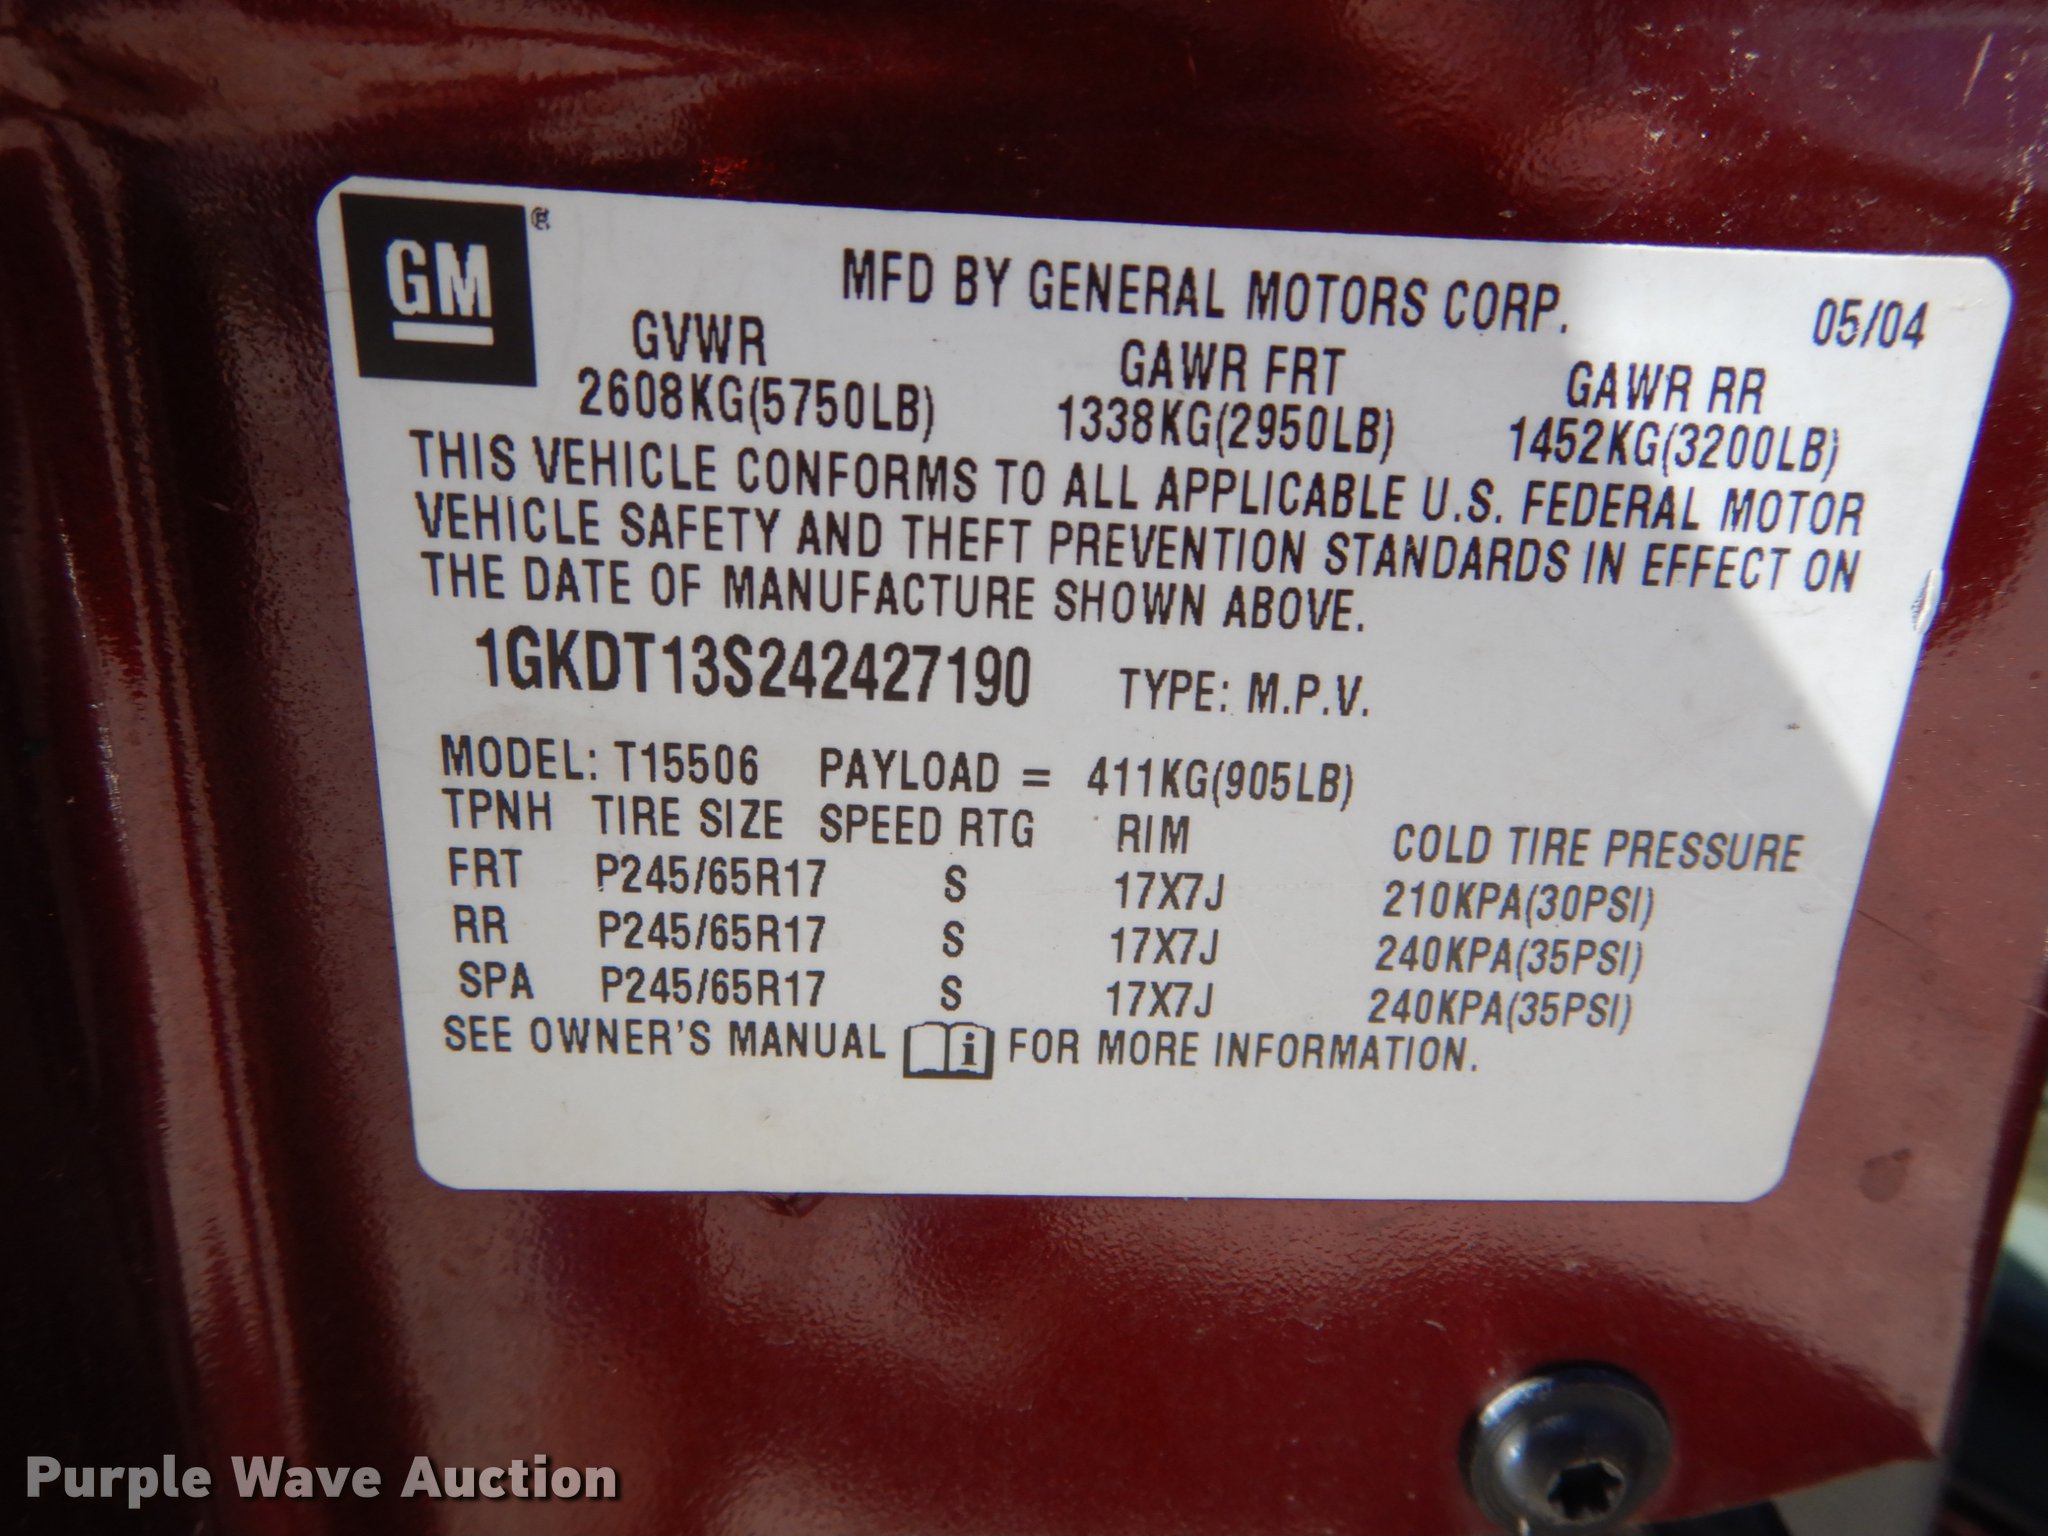 GM®
MFD BY GENERAL MOTORS CORP. 05/04
GVWR GAWR FRT GAWR RR
2608KG(5750LB) 1338KG(2950LB) 1452KG(3200LB)
THIS VEHICLE CONFORMS TO ALL APPLICABLE U.S. FEDERAL MOTOR
VEHICLE SAFETY AND THEFT PREVENTION STANDARDS IN EFFECT ON
THE DATE OF MANUFACTURE SHOWN ABOVE.
1GKDT13S242427190 TYPE: M.P.V.
MODEL: T15506 PAYLOAD = 411KG(905LB)
TPNH TIRE SIZE SPEED RTG RIM COLD TIRE PRESSURE
FRT P245/65R17 S 17X7J 210KPA(30PSI)
RR P245/65R17 S 17X7J 240KPA(35PSI)
SPA P245/65R17 S 17X7J 240KPA(35PSI)
SEE OWNER'S MANUAL i FOR MORE INFORMATION.
Purple Wave Auction